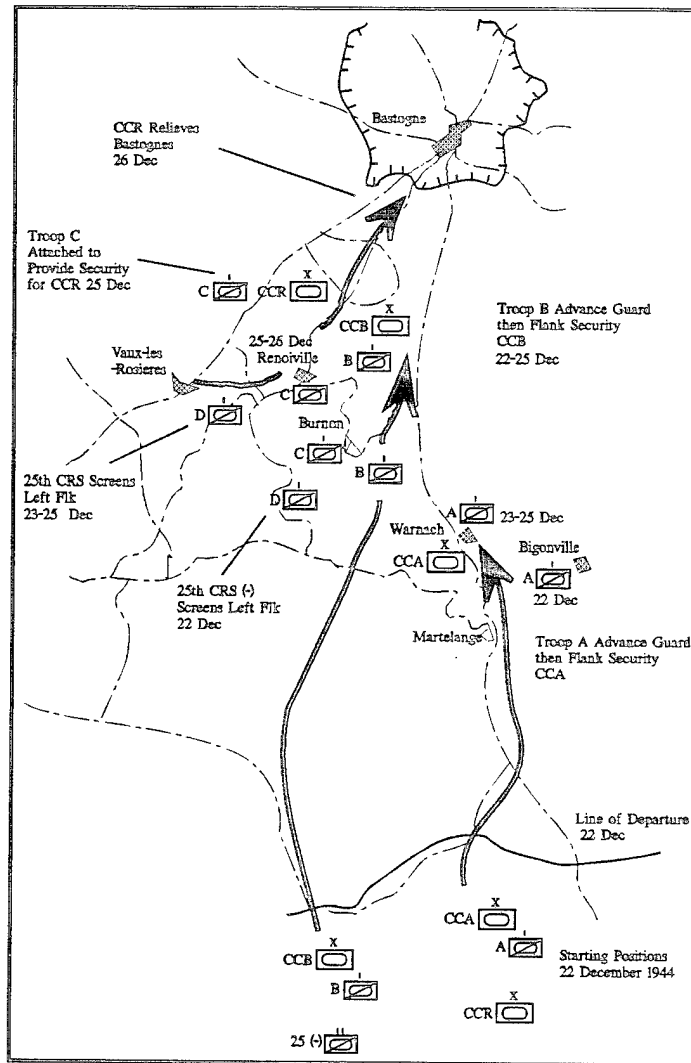 Bastogne
CCR Relieves
Bastognes
26 Dec
Troop C
Attached to
Provide Security
for CCR 25 Dec
C
X
CCR
X
CCB
B
Troop B Advance Guard
then Flank Security
CCB
22-25 Dec
25-26 Dec
Renoiville
Vaux-les
-Rosieres
C
D
Burnon
C
B
25th CRS Screens
Left Flk
23-25 Dec
D
A
23-25 Dec
Warnach
X
CCA
Bigonville
A
22 Dec
25th CRS (-)
Screens Left Flk
22 Dec
Martelange
Troop A Advance Guard
then Flank Security
CCA
Line of Departure
22 Dec
X
CCA
A
X
CCB
B
Starting Positions
22 December 1944
X
CCR
25 (-)